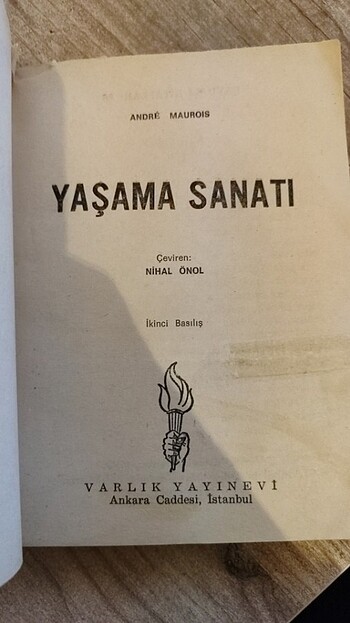 ANDRÉ MAUROIS
YAŞAMA SANATI
Çeviren:
NİHAL ÖNOL
İkinci Basılış
VARLIK YAYINEVİ
Ankara Caddesi, İstanbul